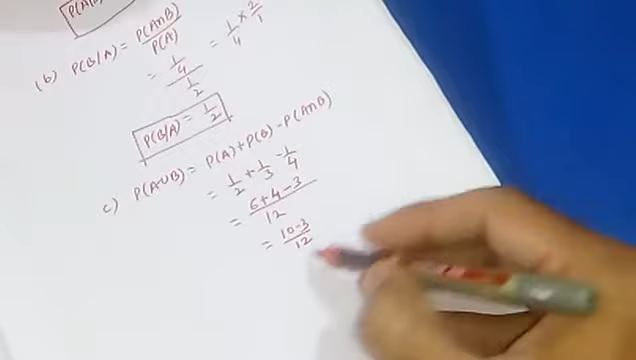 P(A
(b) P(B/A) = P(A∩B)/P(A)
= 1/4 / 1/2 = 1/4 × 2/1
P(B/A) = 1/2
c) P(A∪B) = P(A)+P(B)-P(A∩B)
= 1/2 + 1/3 - 1/4
= 6+4-3/12
= 10-3/12